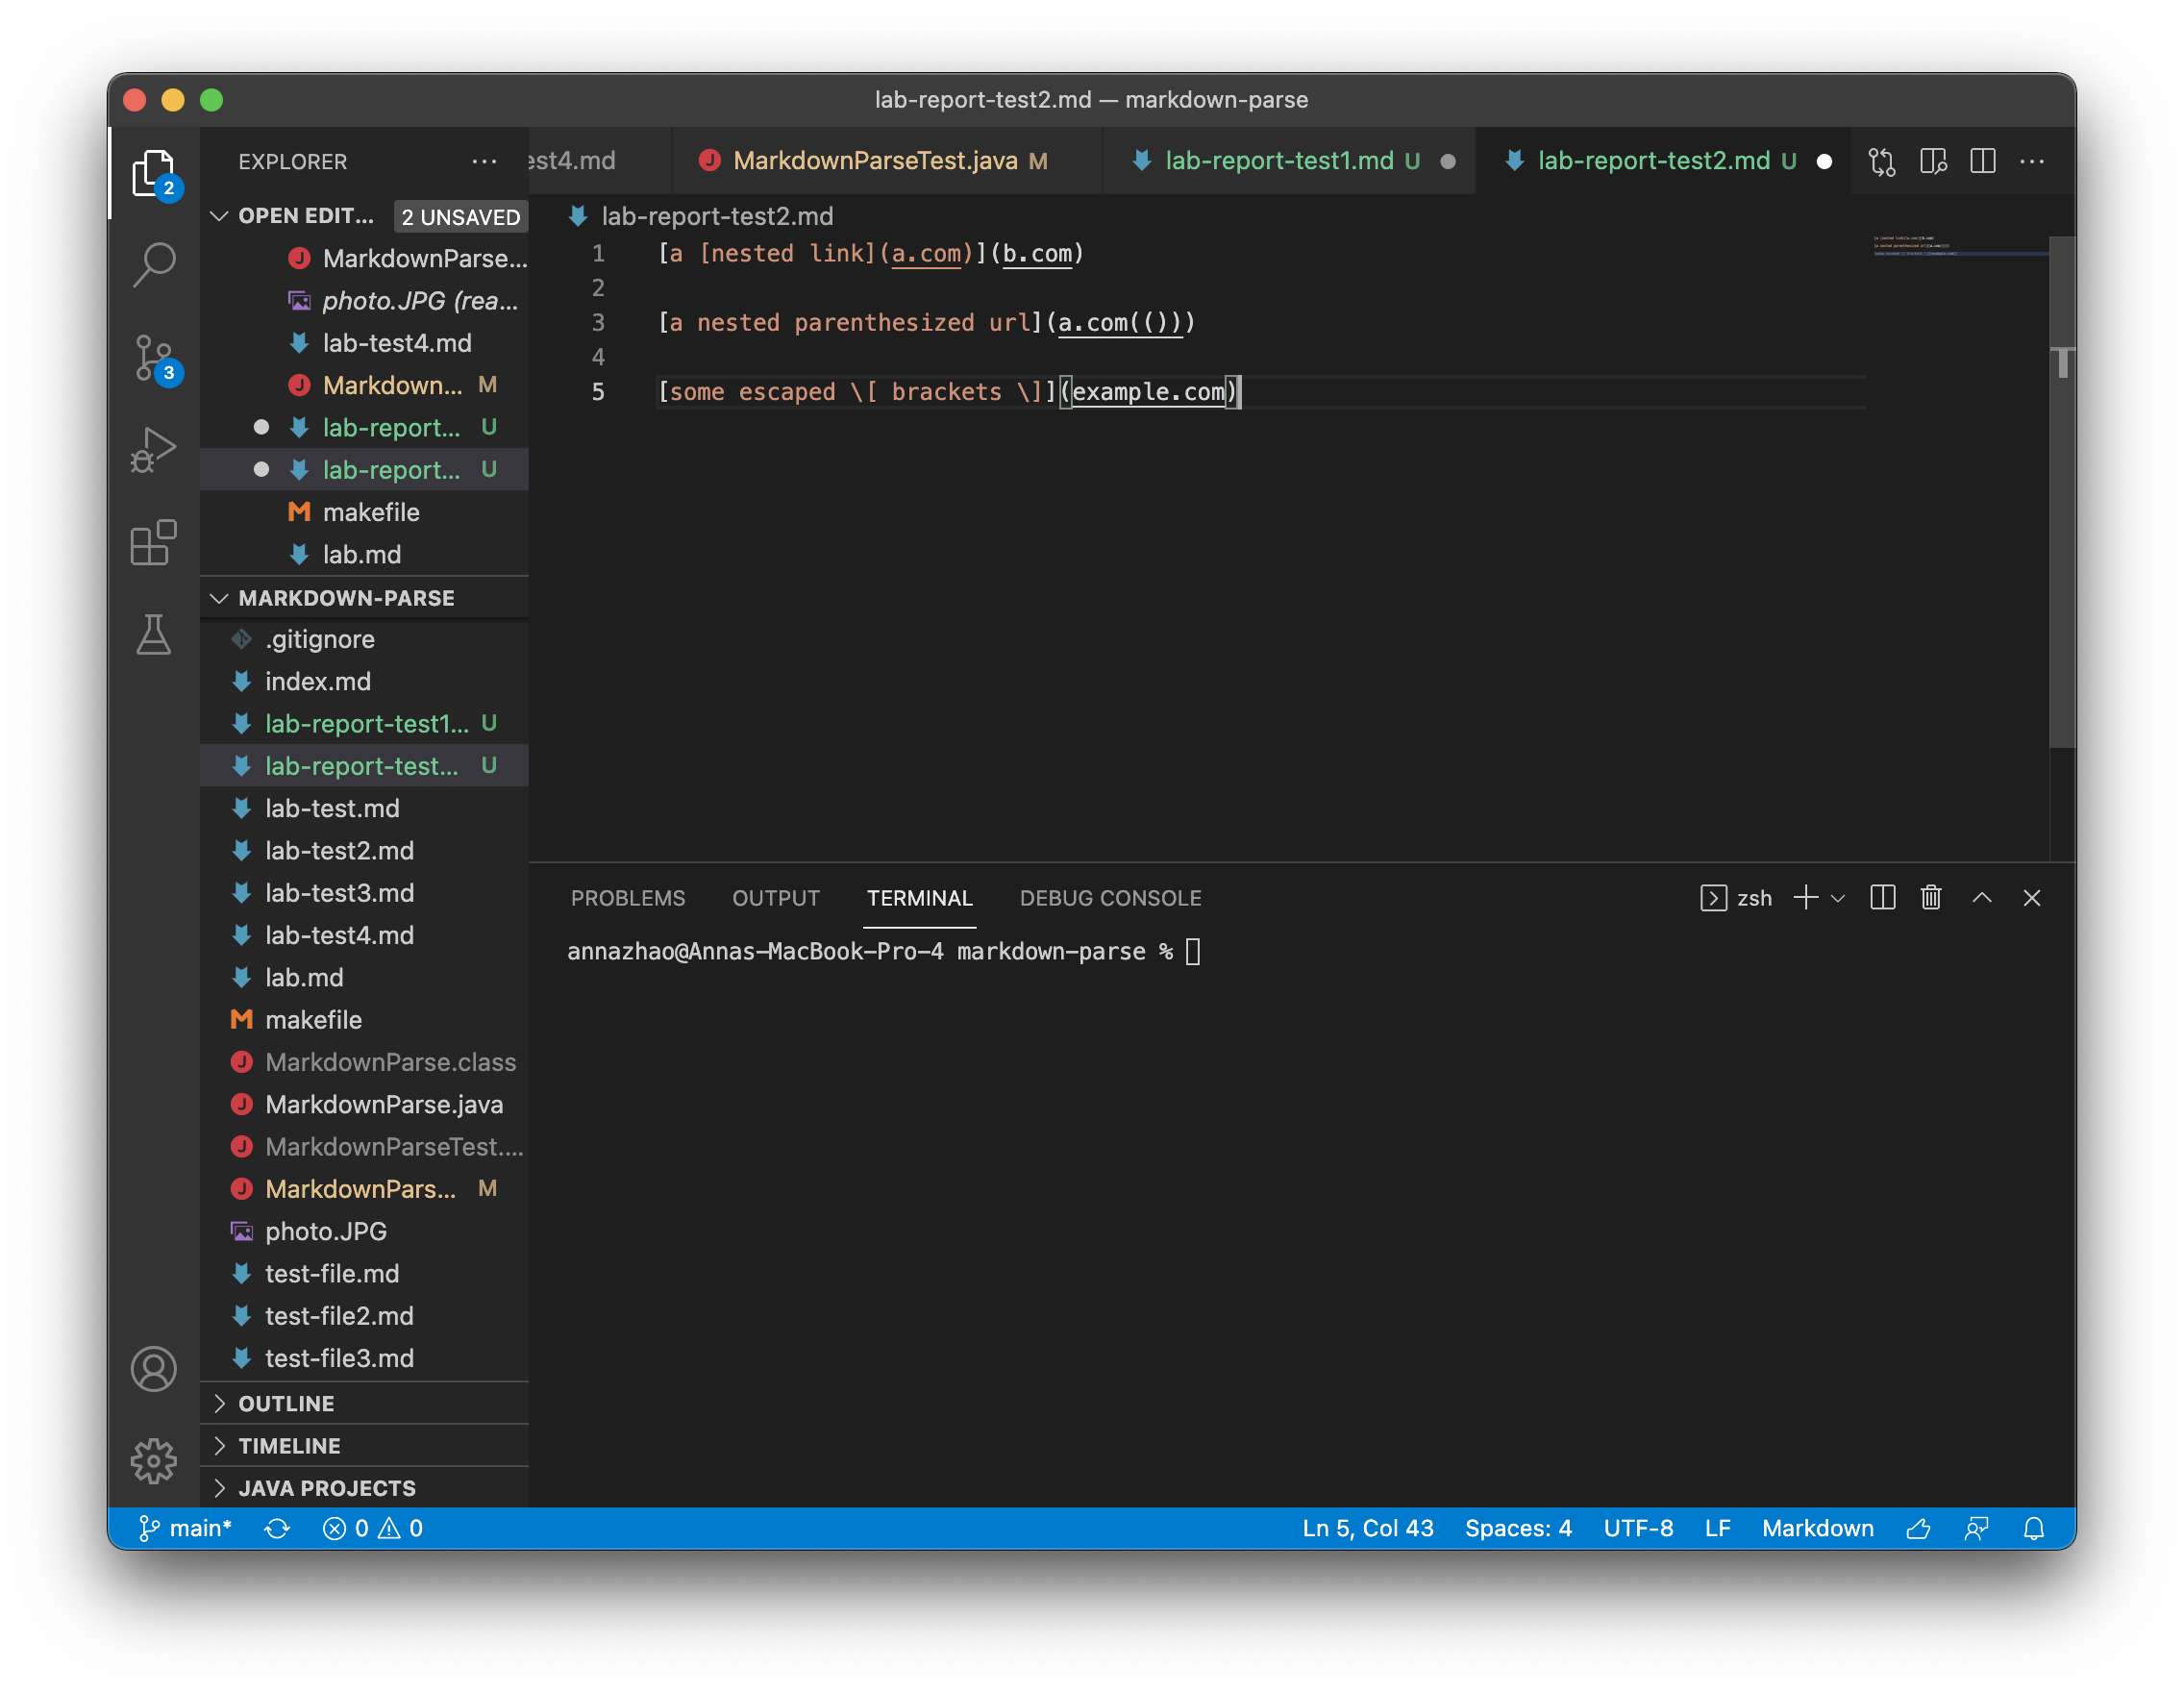 lab-report-test2.md — markdown-parse
EXPLORER
est4.md
MarkdownParseTest.java M
lab-report-test1.md U
lab-report-test2.md U
2
3
OPEN EDIT... 2 UNSAVED
MarkdownParse...
photo.JPG (rea...
lab-test4.md
Markdown... M
lab-report... U
lab-report... U
makefile
lab.md
MARKDOWN-PARSE
.gitignore
index.md
lab-report-test1... U
lab-report-test... U
lab-test.md
lab-test2.md
lab-test3.md
lab-test4.md
lab.md
makefile
MarkdownParse.class
MarkdownParse.java
MarkdownParseTest....
MarkdownPars... M
photo.JPG
test-file.md
test-file2.md
test-file3.md
OUTLINE
TIMELINE
JAVA PROJECTS
lab-report-test2.md
1 [a [nested link](a.com)](b.com)
2
3 [a nested parenthesized url](a.com(()))
4
5 [some escaped \[ brackets \]](example.com)
PROBLEMS OUTPUT TERMINAL DEBUG CONSOLE zsh
annazhao@Annas-MacBook-Pro-4 markdown-parse %
main* 0 0 Ln 5, Col 43 Spaces: 4 UTF-8 LF Markdown